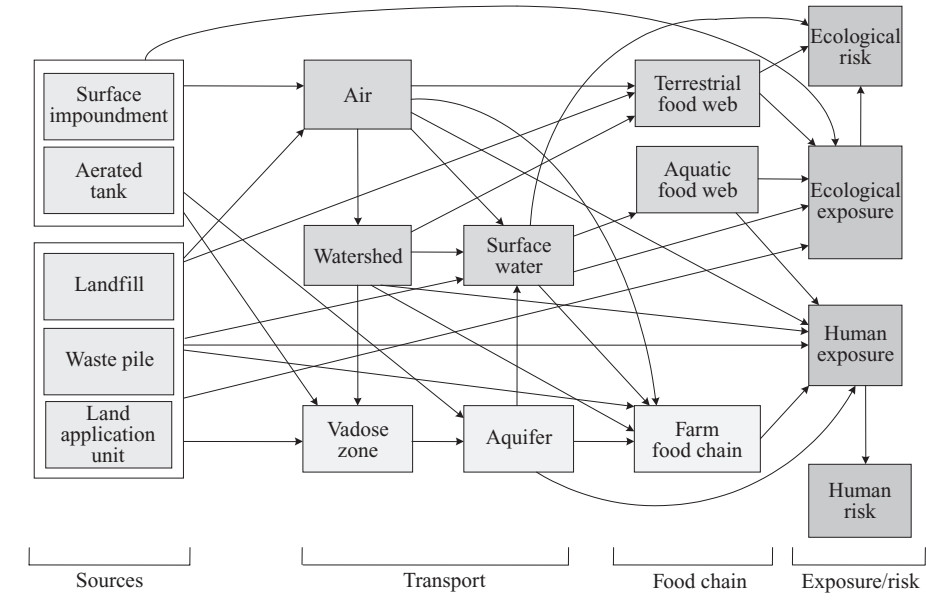 Surface
impoundment
Aerated
tank
Landfill
Waste pile
Land
application
unit
Air
Watershed
Vadose
zone
Surface
water
Aquifer
Terrestrial
food web
Aquatic
food web
Farm
food chain
Ecological
risk
Ecological
exposure
Human
exposure
Human
risk
Sources
Transport
Food chain
Exposure/risk